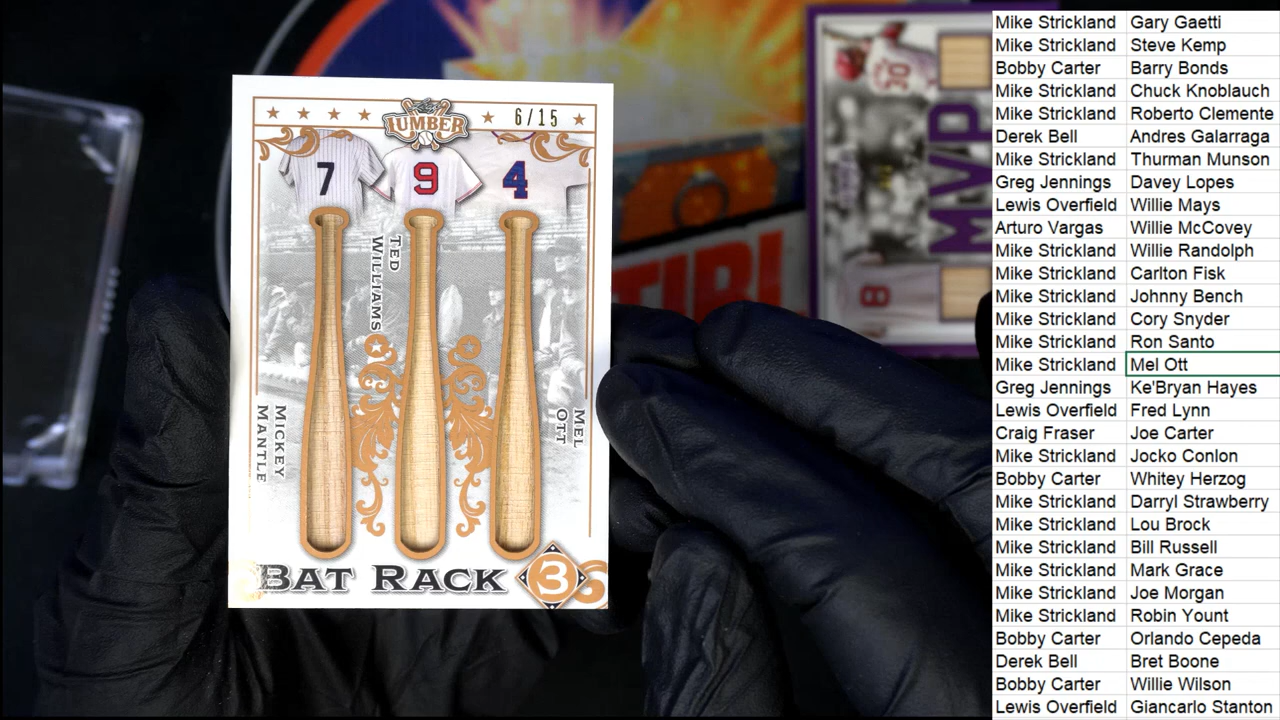 Leaf
LUMBER
6/15
7
9
4
TED
WILLIAMS
MICKEY
MANTLE
MEL
OTT
BAT RACK
3
MVP
8
Mike Strickland Gary Gaetti
Mike Strickland Steve Kemp
Bobby Carter Barry Bonds
Mike Strickland Chuck Knoblauch
Mike Strickland Roberto Clemente
Derek Bell Andres Galarraga
Mike Strickland Thurman Munson
Greg Jennings Davey Lopes
Lewis Overfield Willie Mays
Arturo Vargas Willie McCovey
Mike Strickland Willie Randolph
Mike Strickland Carlton Fisk
Mike Strickland Johnny Bench
Mike Strickland Cory Snyder
Mike Strickland Ron Santo
Mike Strickland Mel Ott
Greg Jennings Ke'Bryan Hayes
Lewis Overfield Fred Lynn
Craig Fraser Joe Carter
Mike Strickland Jocko Conlon
Bobby Carter Whitey Herzog
Mike Strickland Darryl Strawberry
Mike Strickland Lou Brock
Mike Strickland Bill Russell
Mike Strickland Mark Grace
Mike Strickland Joe Morgan
Mike Strickland Robin Yount
Bobby Carter Orlando Cepeda
Derek Bell Bret Boone
Bobby Carter Willie Wilson
Lewis Overfield Giancarlo Stanton